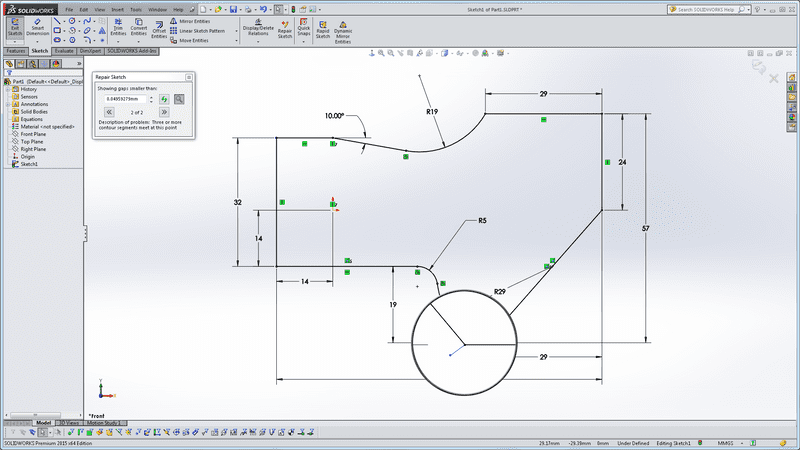 SOLIDWORKS
File Edit View Insert Tools Window Help
Sketch1 of Part1.SLDPRT *
Search SOLIDWORKS Help
Exit Sketch
Smart Dimension
Trim Entities
Convert Entities
Offset Entities
Mirror Entities
Linear Sketch Pattern
Move Entities
Display/Delete Relations
Repair Sketch
Quick Snaps
Rapid Sketch
Dynamic Mirror Entities
Features Sketch Evaluate DimXpert SOLIDWORKS Add-Ins
Part1 (Default<<Default>_Displ
History
Sensors
Annotations
Solid Bodies
Equations
Material <not specified>
Front Plane
Top Plane
Right Plane
Origin
Sketch1
Repair Sketch
Showing gaps smaller than:
0.04959279mm
2 of 2
Description of problem: Three or more
contour segments meet at this point
R19
29
10.00°
24
32
57
14
R5
14
R29
19
29
Y
X
*Front
Model 3D Views Motion Study 1
SOLIDWORKS Premium 2015 x64 Edition
29.17mm -29.39mm 0mm Under Defined Editing Sketch1 MMGS